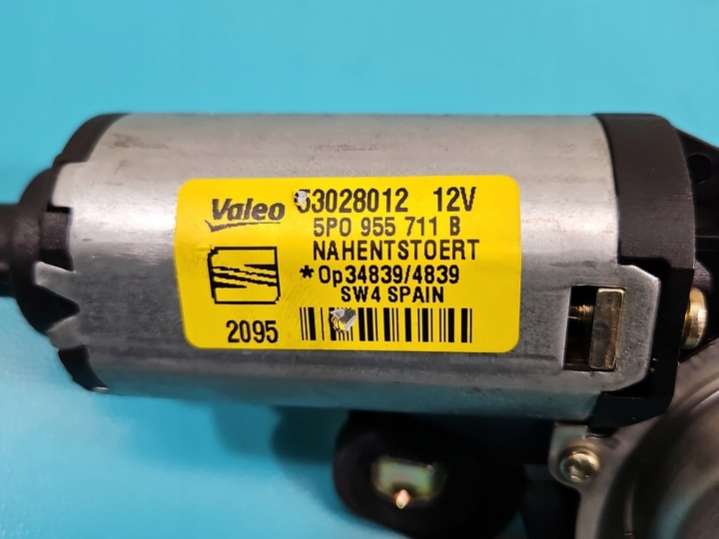 Valeo 53028012 12V
5P0 955 711 B
NAHENTSTOERT
*Op34839/4839
SW4 SPAIN
2095